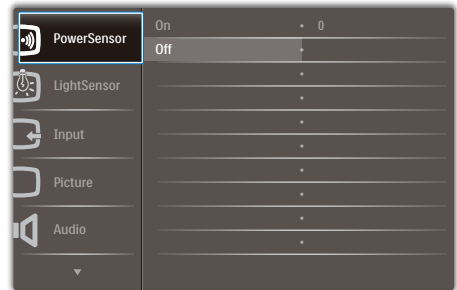 PowerSensor
LightSensor
Input
Picture
Audio
On • 0
Off •